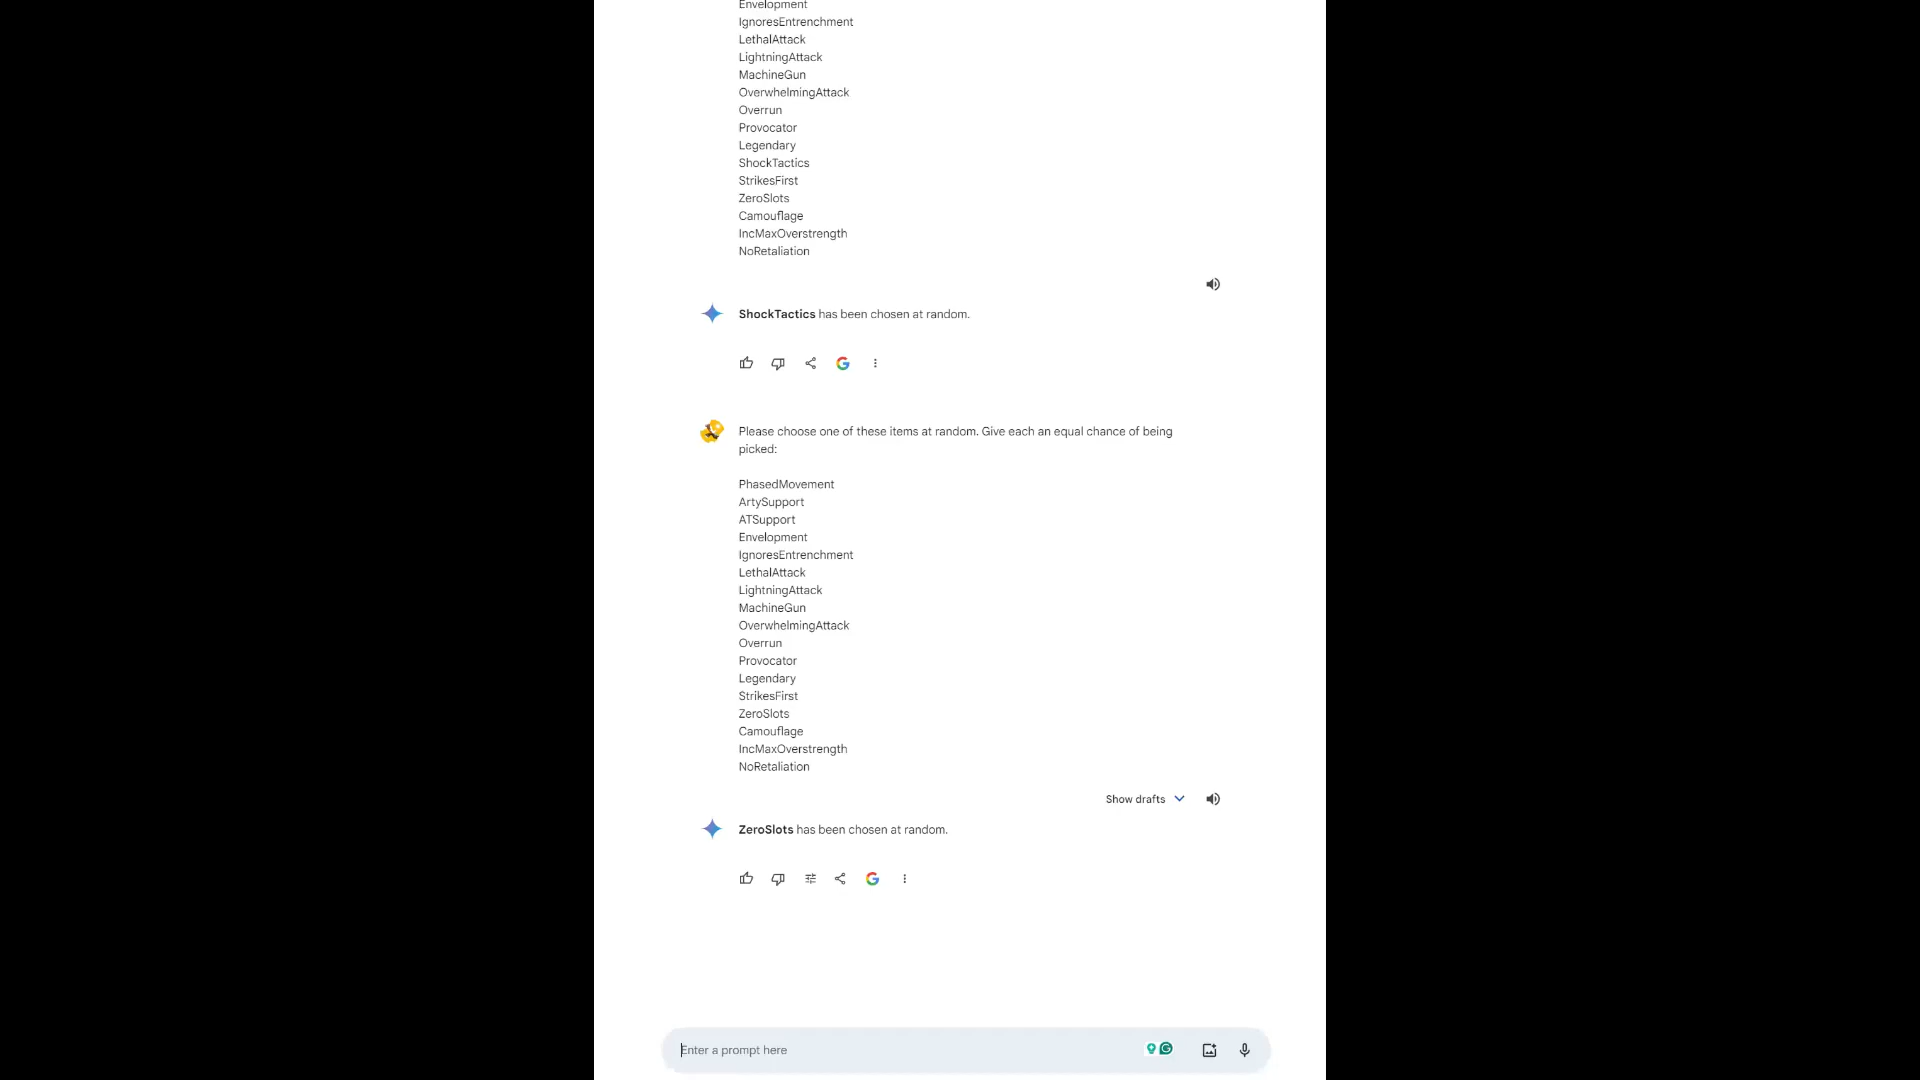 Envelopment
IgnoresEntrenchment
LethalAttack
LightningAttack
MachineGun
OverwhelmingAttack
Overrun
Provocator
Legendary
ShockTactics
StrikesFirst
ZeroSlots
Camouflage
IncMaxOverstrength
NoRetaliation
ShockTactics has been chosen at random.
Please choose one of these items at random. Give each an equal chance of being
picked:
PhasedMovement
ArtySupport
ATSupport
Envelopment
IgnoresEntrenchment
LethalAttack
LightningAttack
MachineGun
OverwhelmingAttack
Overrun
Provocator
Legendary
StrikesFirst
ZeroSlots
Camouflage
IncMaxOverstrength
NoRetaliation
Show drafts
ZeroSlots has been chosen at random.
Enter a prompt here